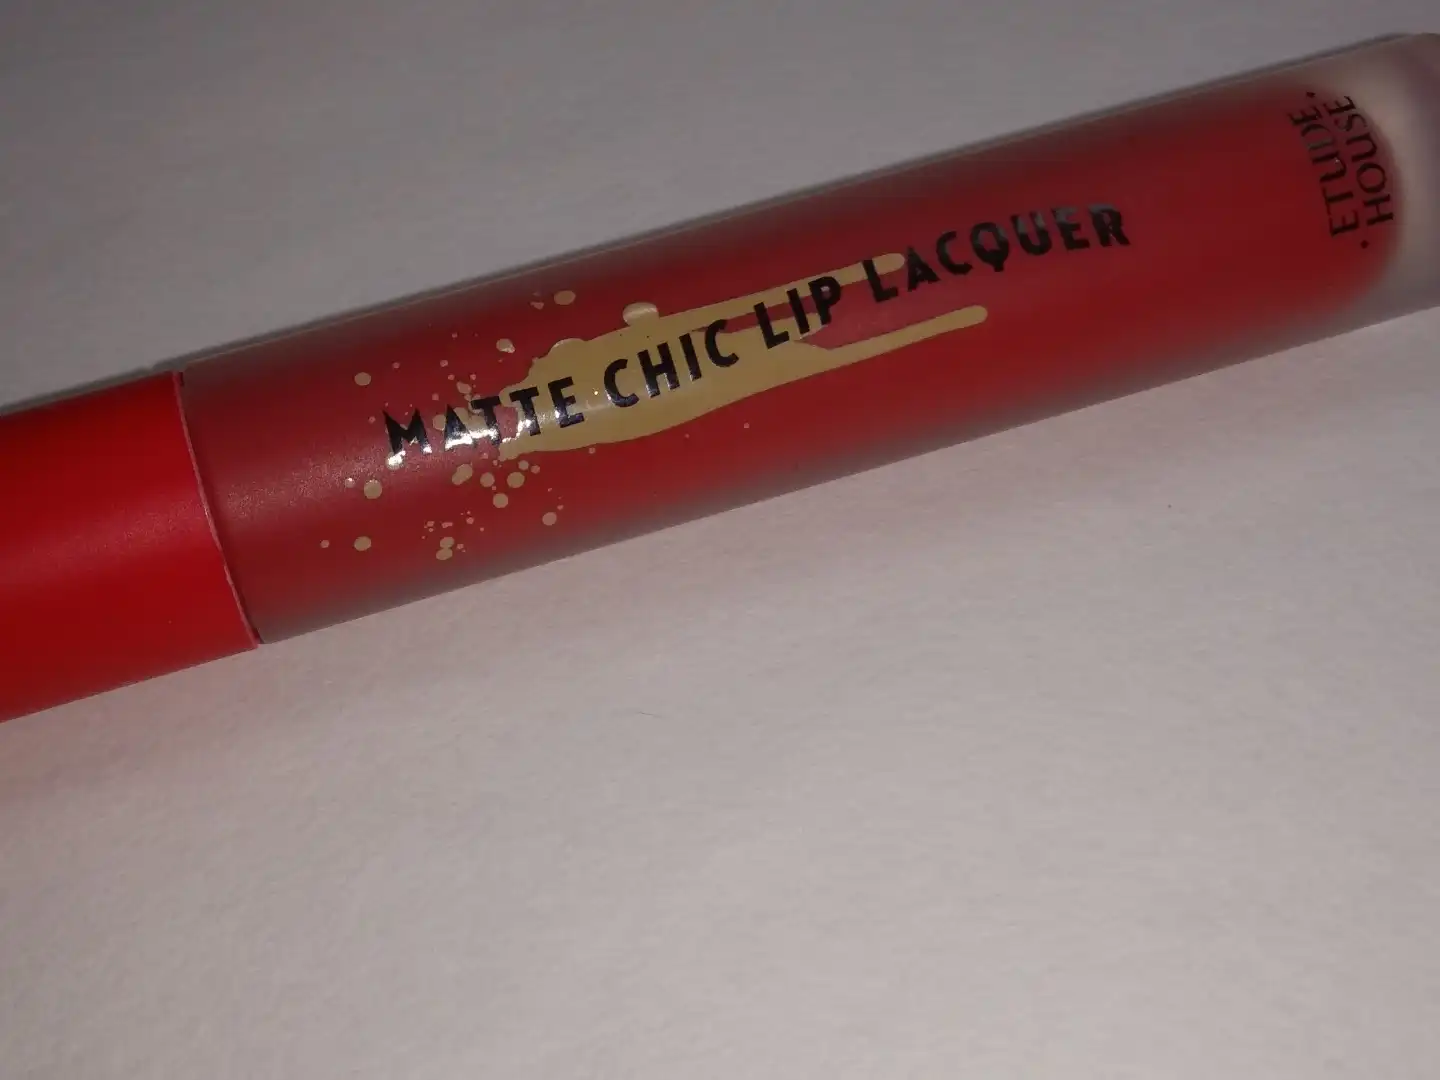 MATTE CHIC LIP LACQUER
·ETUDE·
HOUSE